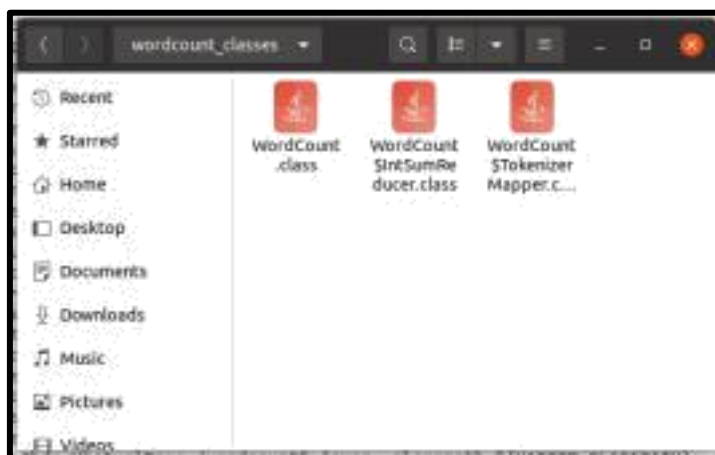 wordcount_classes
Recent
Starred
Home
Desktop
Documents
Downloads
Music
Pictures
Videos
WordCount
.class
WordCount
$IntSumRe
ducer.class
WordCount
$Tokenizer
Mapper.c...